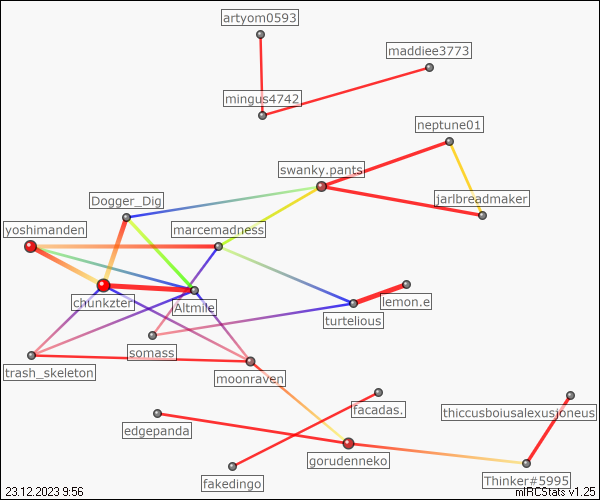 artyom0593
maddiee3773
mingus4742
neptune01
swanky.pants
Dogger_Dig
jarlbreadmaker
yoshimanden
marcemadness
chunkzter
Altmile
lemon.e
turtelious
somass
trash_skeleton
moonraven
facadas.
thiccusboiusalexusjoneus
edgepanda
gorudenneko
fakedingo
Thinker#5995
23.12.2023 9:56
mIRCStats v1.25